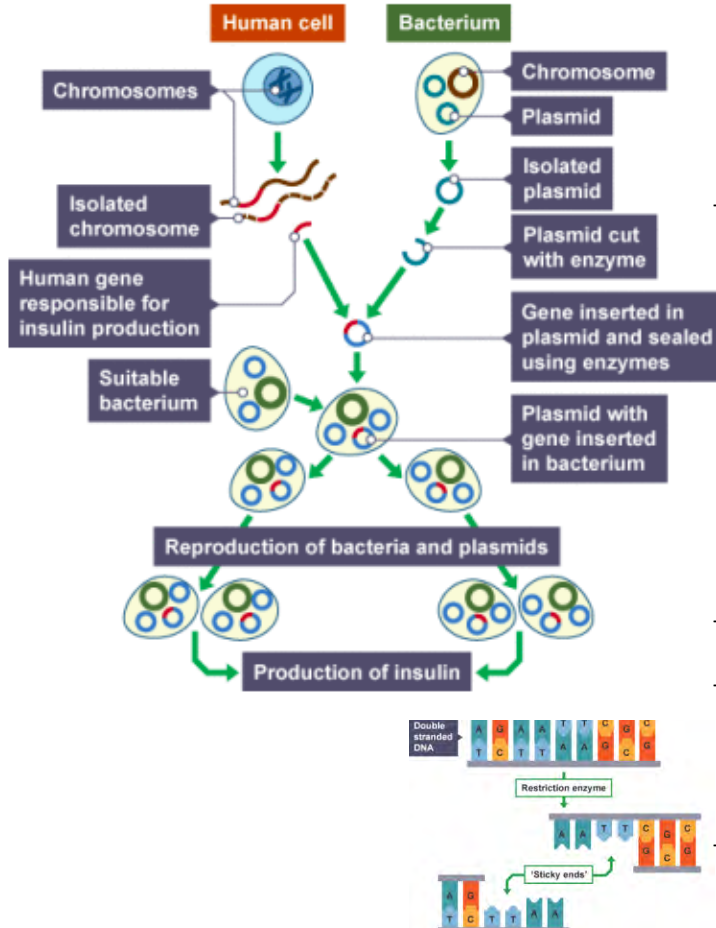 Human cell
Bacterium
Chromosomes
Chromosome
Plasmid
Isolated
plasmid
Isolated
chromosome
Plasmid cut
with enzyme
Human gene
responsible for
insulin production
Gene inserted in
plasmid and sealed
using enzymes
Suitable
bacterium
Plasmid with
gene inserted
in bacterium
Reproduction of bacteria and plasmids
Production of insulin
Double
stranded
DNA
A G A A T T C G C
T C T T A A G C G
Restriction enzyme
A A T T C G C
G C G
'Sticky ends'
A G
T C T T A A